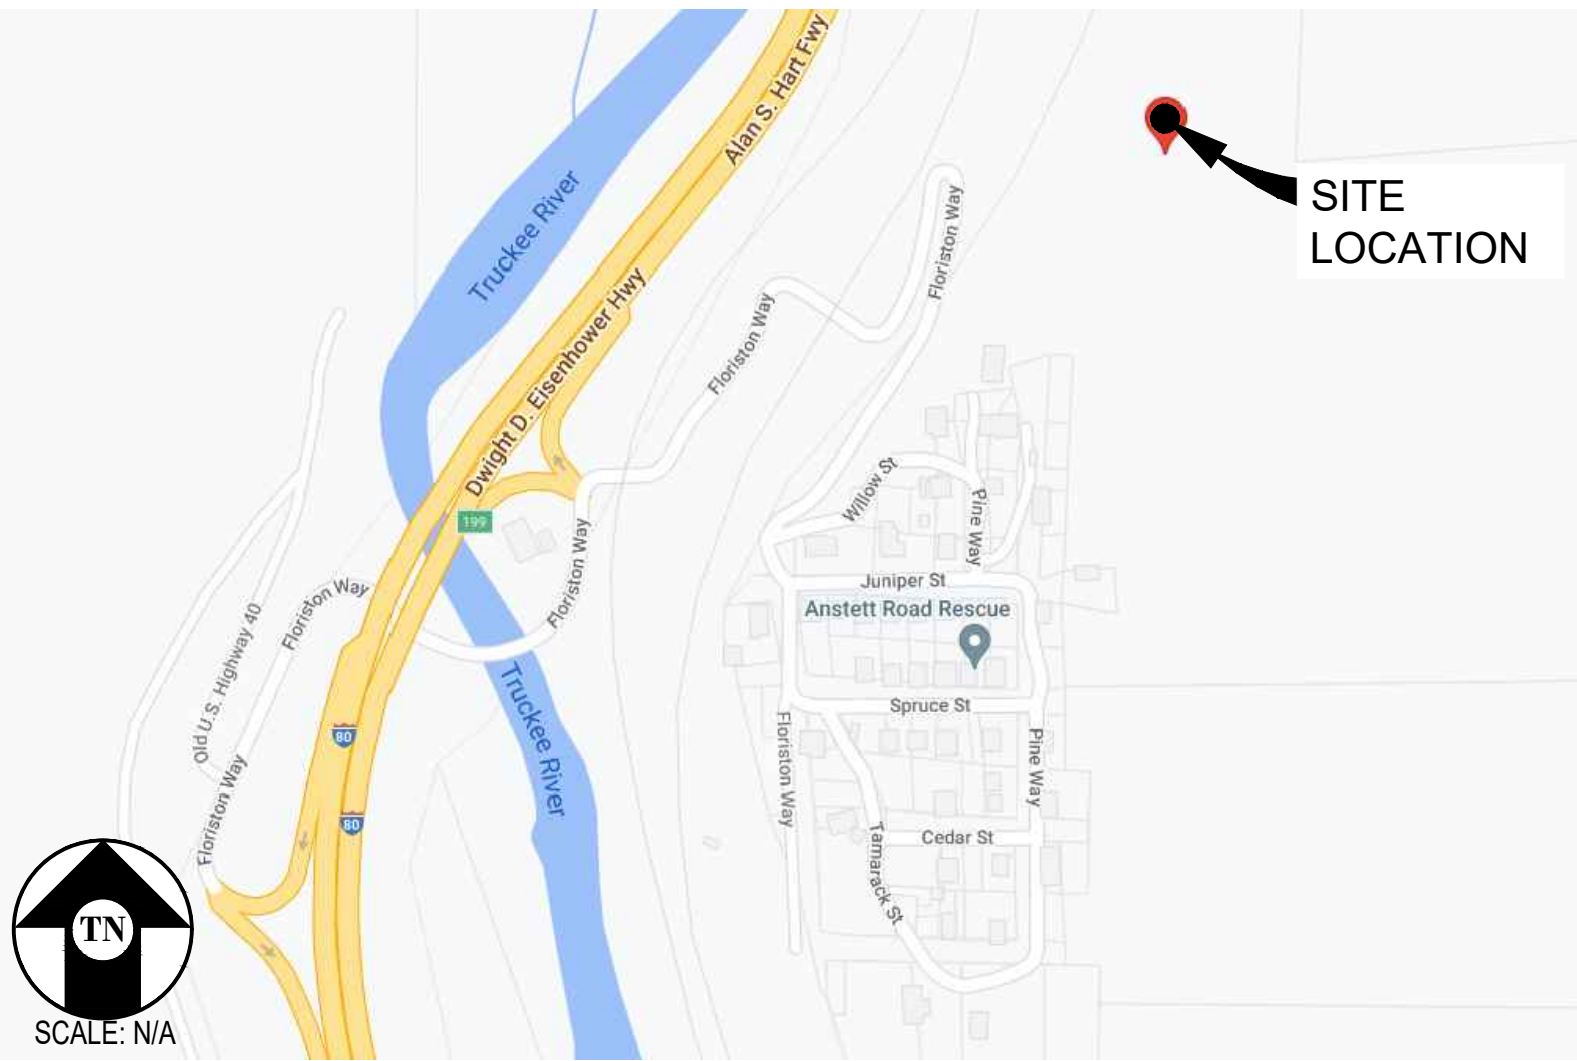 Alan S. Hart Fwy
Truckee River
SITE
LOCATION
Floriston Way
Dwight D. Eisenhower Hwy
Floriston Way
Willow St
Pine Way
199
Floriston Way
Juniper St
Floriston Way
Anstett Road Rescue
Old U.S. Highway 40
Truckee River
Spruce St
80
Floriston Way
Pine Way
Floriston Way
80
Cedar St
Tamarack St
TN
SCALE: N/A